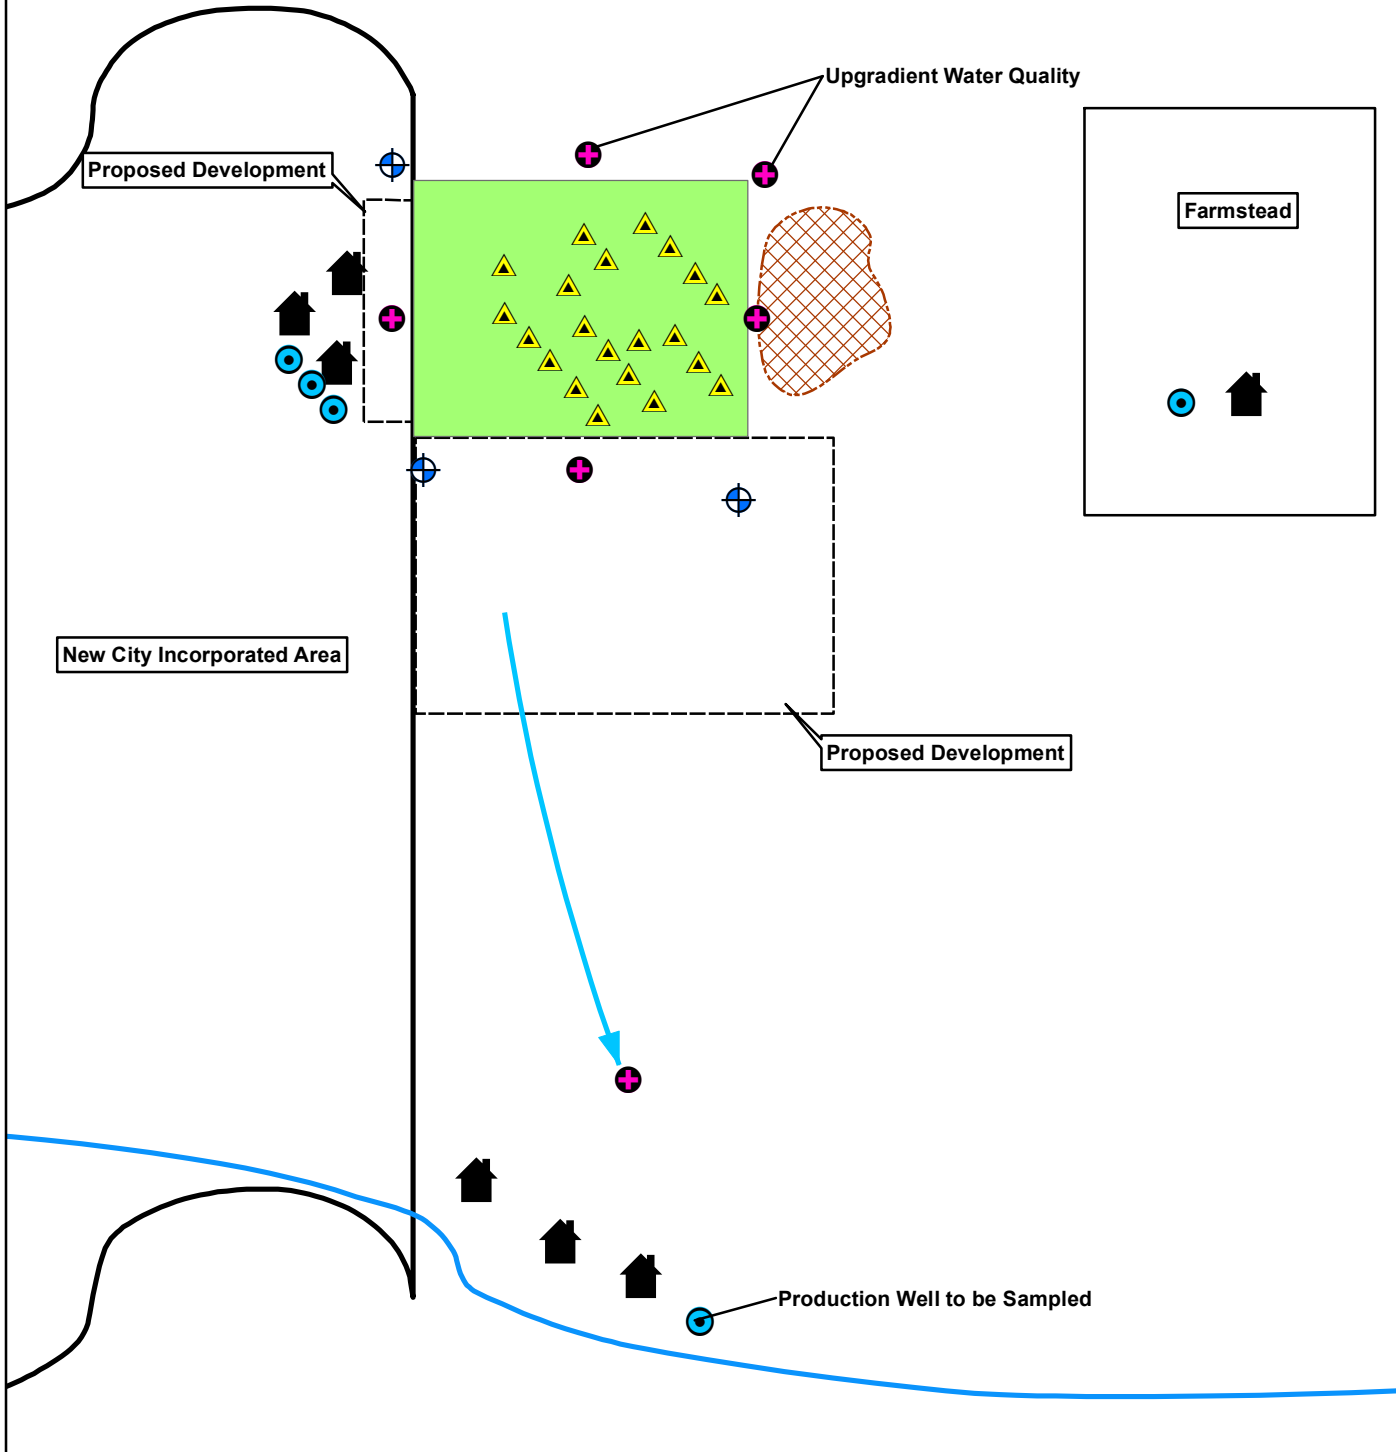 Upgradient Water Quality
Proposed Development
Farmstead
New City Incorporated Area
Proposed Development
Production Well to be Sampled